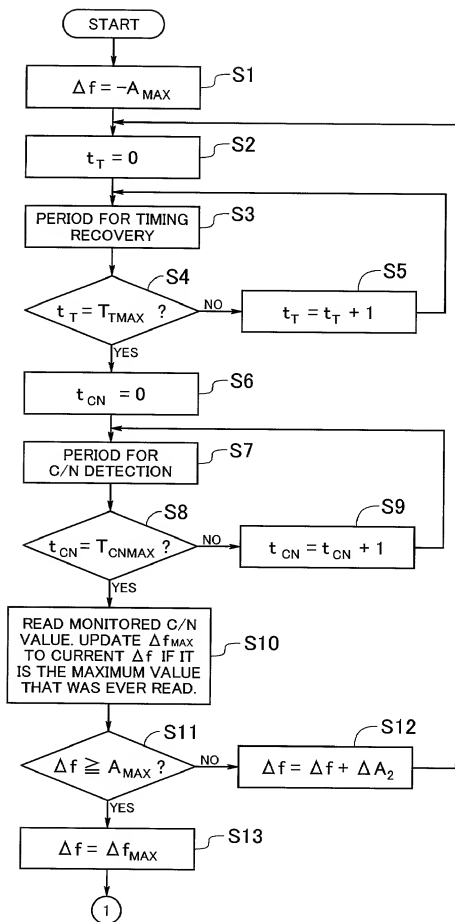 START
S1
Δf = −A_MAX
S2
t_T = 0
S3
PERIOD FOR TIMING
RECOVERY
S4
t_T = T_TMAX ?
NO
S5
t_T = t_T + 1
YES
S6
t_CN = 0
S7
PERIOD FOR
C/N DETECTION
S8
t_CN = T_CNMAX ?
NO
S9
t_CN = t_CN + 1
YES
READ MONITORED C/N
VALUE. UPDATE Δf_MAX
TO CURRENT Δf IF IT
IS THE MAXIMUM VALUE
THAT WAS EVER READ.
S10
S11
Δf ≧ A_MAX ?
NO
S12
Δf = Δf + ΔA_2
YES
S13
Δf = Δf_MAX
1